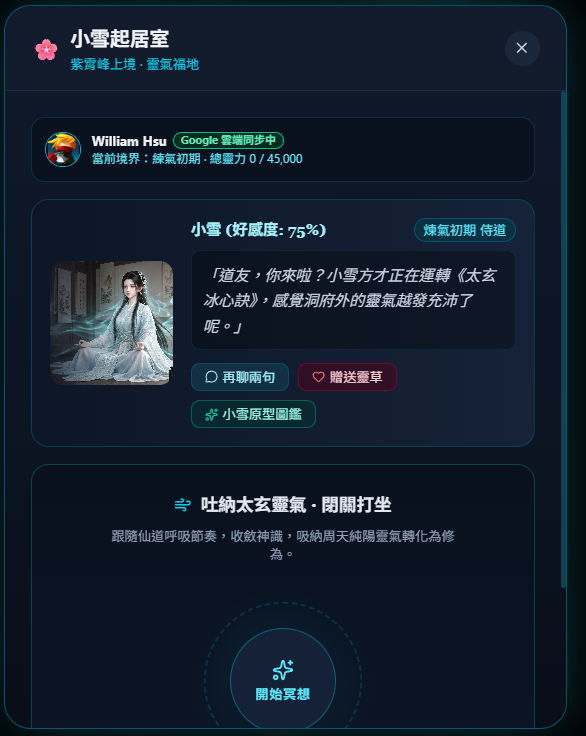 小雪起居室
紫霄峰上境 · 靈氣福地
William Hsu Google 雲端同步中
當前境界：練氣初期 · 總靈力 0 / 45,000
小雪 (好感度: 75%) 煉氣初期 侍道
「道友，你來啦？小雪方才正在運轉《太玄
冰心訣》，感覺洞府外的靈氣越發充沛了
呢。」
再聊兩句 贈送靈草
小雪原型圖鑑
吐納太玄靈氣 · 閉關打坐
跟隨仙道呼吸節奏，收斂神識，吸納周天純陽靈氣轉化為修
為。
開始冥想